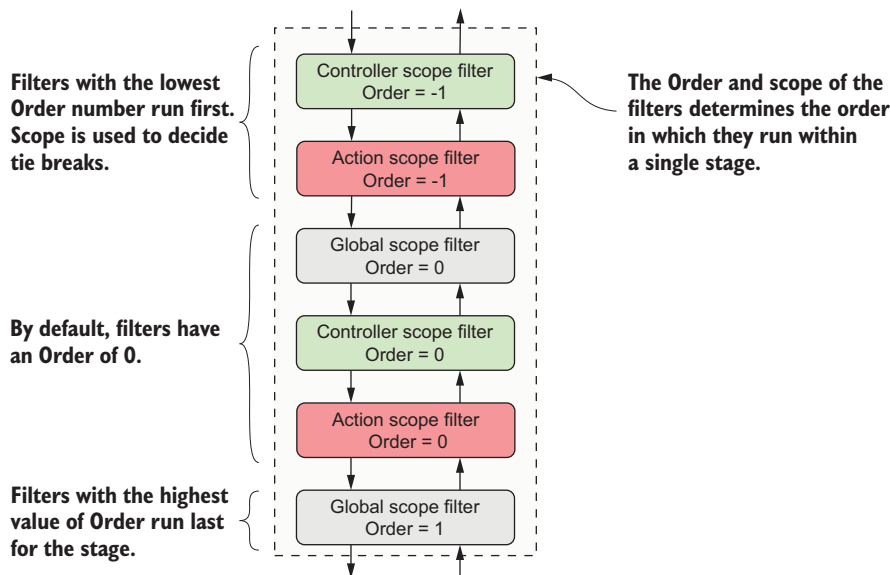 Filters with the lowest
Order number run first.
Scope is used to decide
tie breaks.
Controller scope filter
Order = -1
Action scope filter
Order = -1
The Order and scope of the
filters determines the order
in which they run within
a single stage.
By default, filters have
an Order of 0.
Global scope filter
Order = 0
Controller scope filter
Order = 0
Action scope filter
Order = 0
Filters with the highest
value of Order run last
for the stage.
Global scope filter
Order = 1